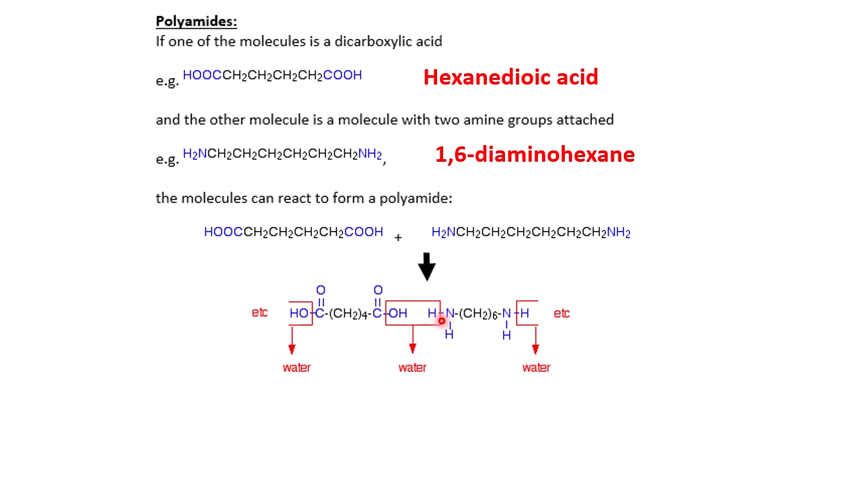 Polyamides:
If one of the molecules is a dicarboxylic acid
e.g. HOOCCH₂CH₂CH₂CH₂COOH Hexanedioic acid
and the other molecule is a molecule with two amine groups attached
e.g. H₂NCH₂CH₂CH₂CH₂CH₂CH₂NH₂, 1,6-diaminohexane
the molecules can react to form a polyamide:
HOOCCH₂CH₂CH₂CH₂COOH + H₂NCH₂CH₂CH₂CH₂CH₂CH₂NH₂
O O
etc HO-C-(CH₂)₄-C-OH H-N-(CH₂)₆-N-H etc
H H
water water water